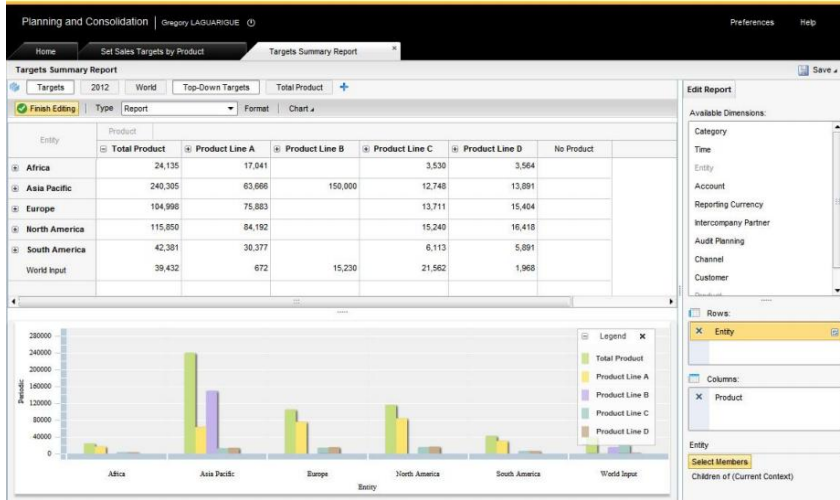 Planning and Consolidation | Gregory LAGUARIGUE
Preferences Help
Home Set Sales Targets by Product Targets Summary Report ×
Targets Summary Report
Save
Targets 2012 World Top-Down Targets Total Product
Finish Editing Type Report Format Chart
Edit Report
Available Dimensions:
Category
Time
Entity
Account
Reporting Currency
Intercompany Partner
Audit Planning
Channel
Customer
Product
Entity Product
Total Product Product Line A Product Line B Product Line C Product Line D No Product
Africa 24,135 17,041 3,530 3,564
Asia Pacific 240,305 63,666 150,000 12,748 13,891
Europe 104,998 75,883 13,711 15,404
North America 115,850 84,192 15,240 16,418
South America 42,381 30,377 6,113 5,891
World Input 39,432 672 15,230 21,562 1,968
Rows:
Entity
Columns:
Product
Entity
Select Members
Children of (Current Context)
280000
240000
200000
160000
120000
80000
40000
0
Periodic
Legend
Total Product
Product Line A
Product Line B
Product Line C
Product Line D
Africa Asia Pacific Europe North America South America World Input
Entity